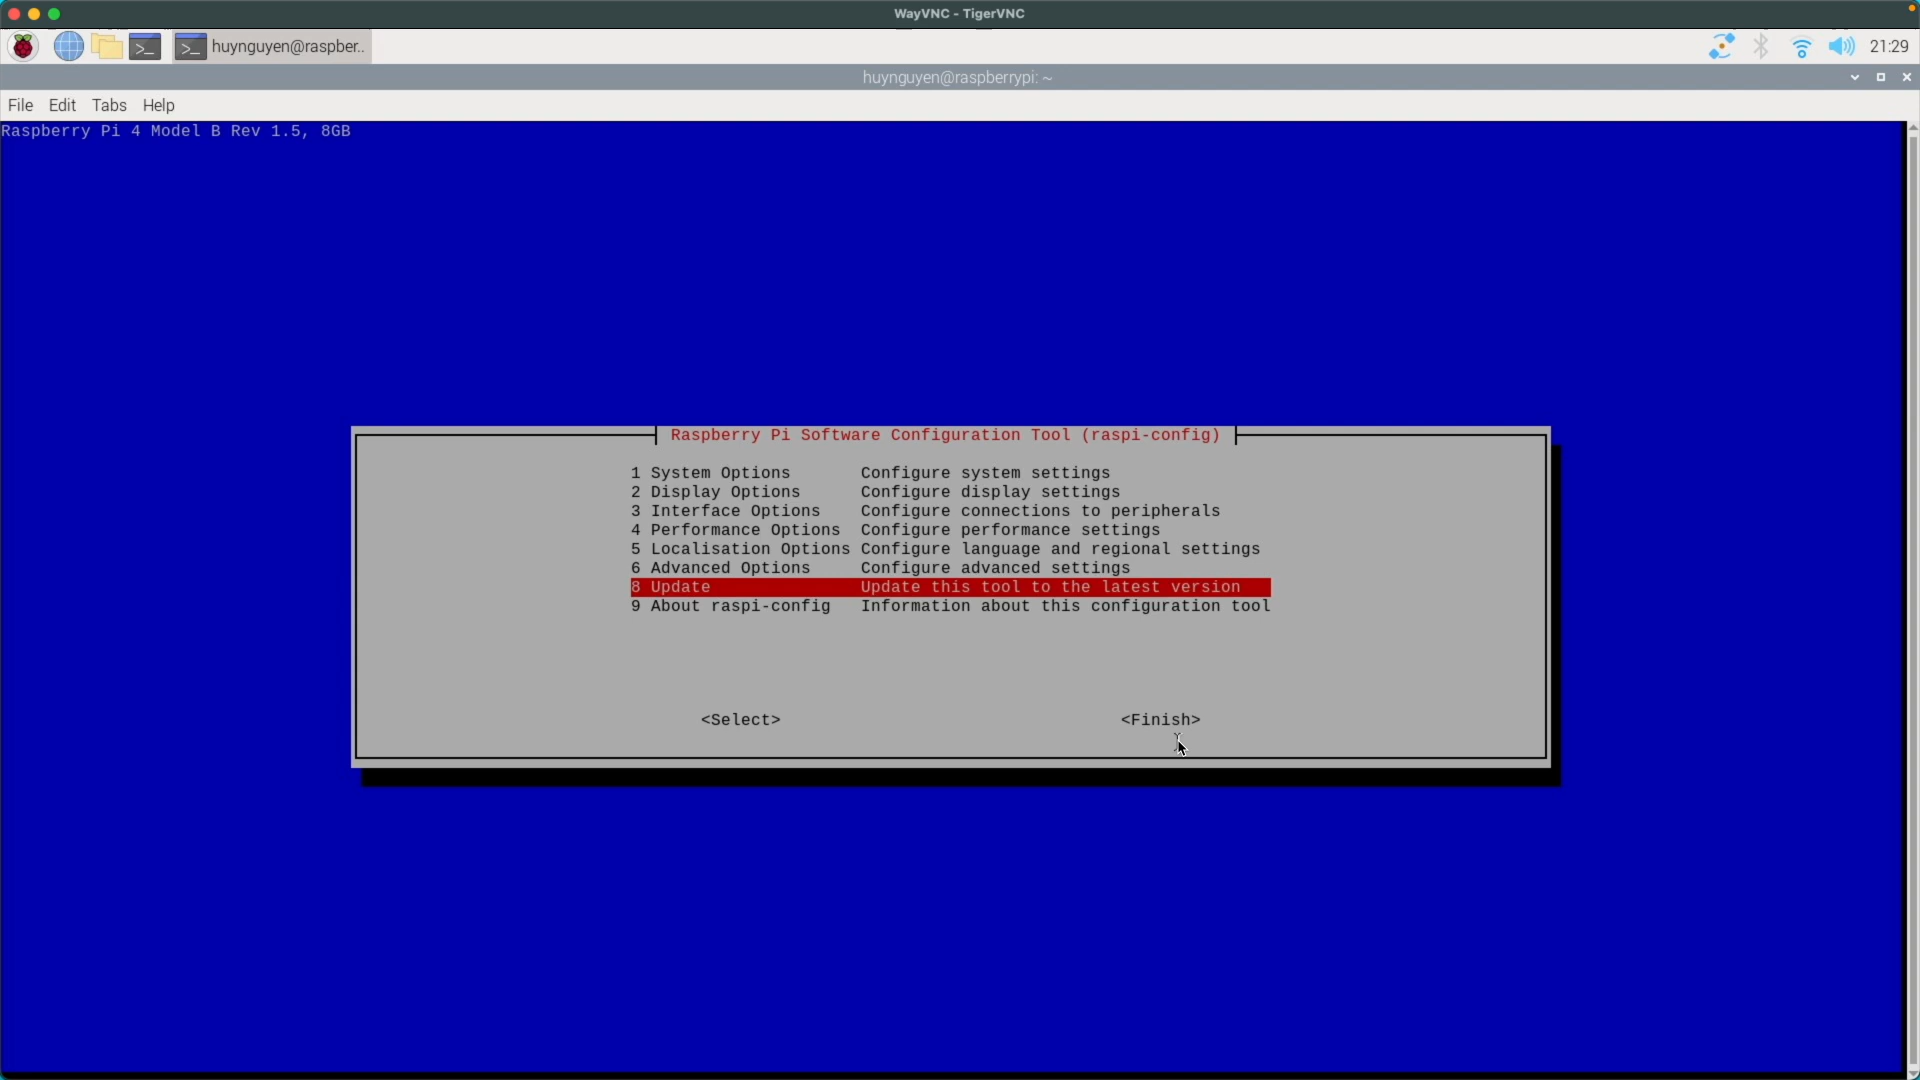 WayVNC - TigerVNC
huynguyen@raspber..
21:29
huynguyen@raspberrypi: ~
File Edit Tabs Help
Raspberry Pi 4 Model B Rev 1.5, 8GB
Raspberry Pi Software Configuration Tool (raspi-config)
1 System Options Configure system settings
2 Display Options Configure display settings
3 Interface Options Configure connections to peripherals
4 Performance Options Configure performance settings
5 Localisation Options Configure language and regional settings
6 Advanced Options Configure advanced settings
8 Update Update this tool to the latest version
9 About raspi-config Information about this configuration tool
<Select> <Finish>